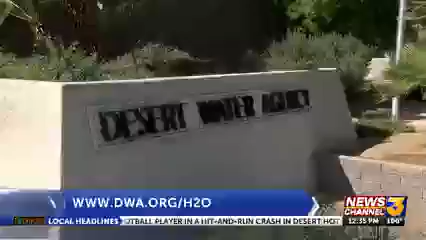 DESERT WATER AGENCY
WWW.DWA.ORG/H2O
NEWS
CHANNEL
3
LOCAL HEADLINES
OTBALL PLAYER IN A HIT-AND-RUN CRASH IN DESERT HOT
12:35 PM
106°